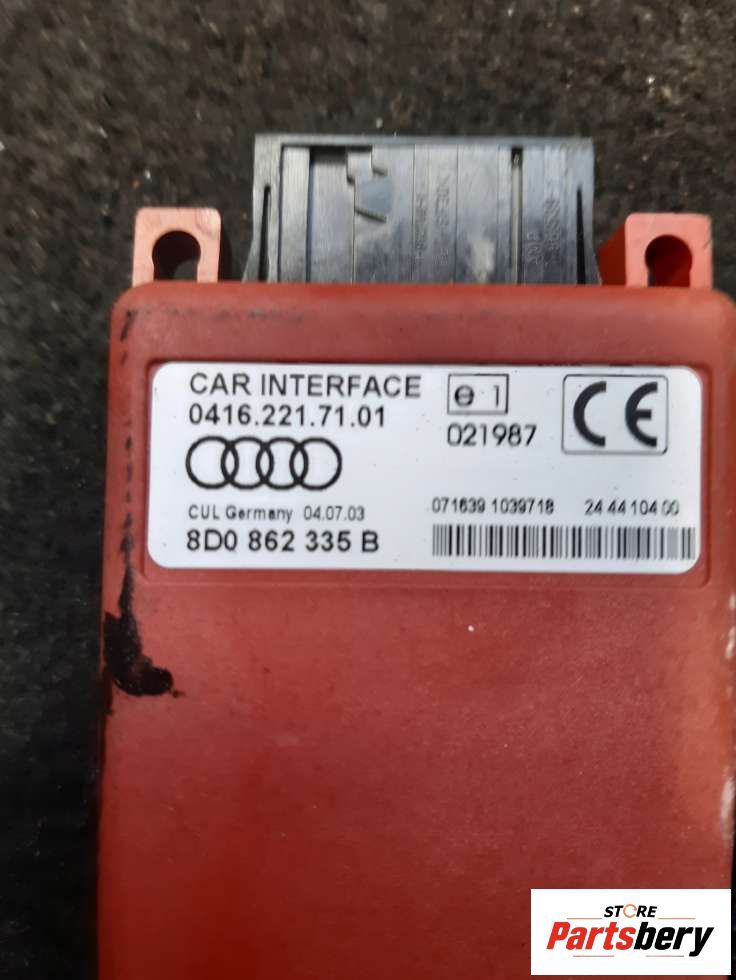 CAR INTERFACE
0416.221.71.01
e 1
021987
CE
CUL Germany 04.07.03
8D0 862 335 B
071639 1039718 24 44 104 00
STORE
Partsbery